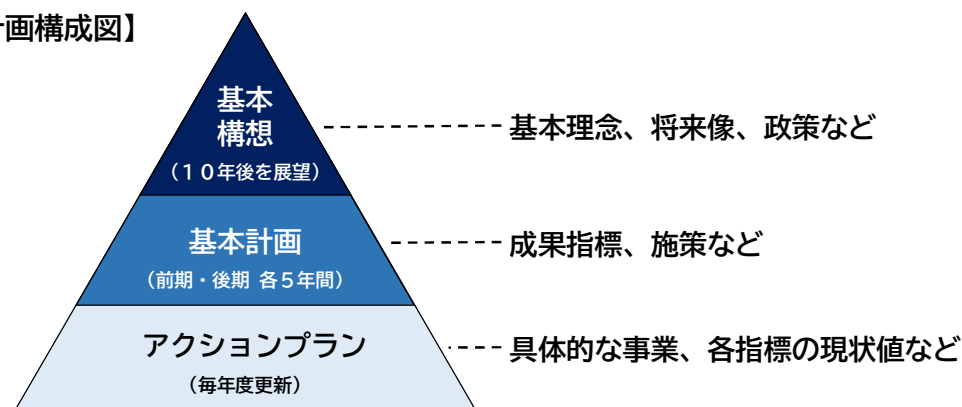 画構成図】
基本
構想
（１０年後を展望）
基本理念、将来像、政策など
基本計画
（前期・後期 各５年間）
成果指標、施策など
アクションプラン
（毎年度更新）
具体的な事業、各指標の現状値など